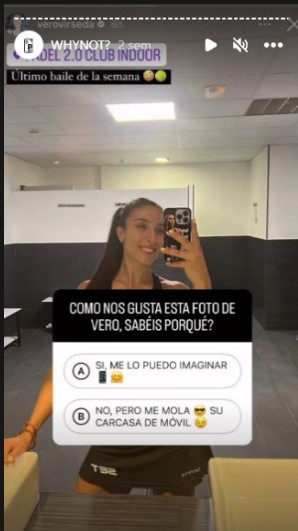 verovirseda 8h
WHYNOT? 2 sem
PADEL 2.0 CLUB INDOOR
Último baile de la semana 🥹🎾
COMO NOS GUSTA ESTA FOTO DE
VERO, SABÉIS PORQUÉ?
A SI, ME LO PUEDO IMAGINAR
📱🤗
B NO, PERO ME MOLA 😎 SU
CARCASA DE MÓVIL 😉